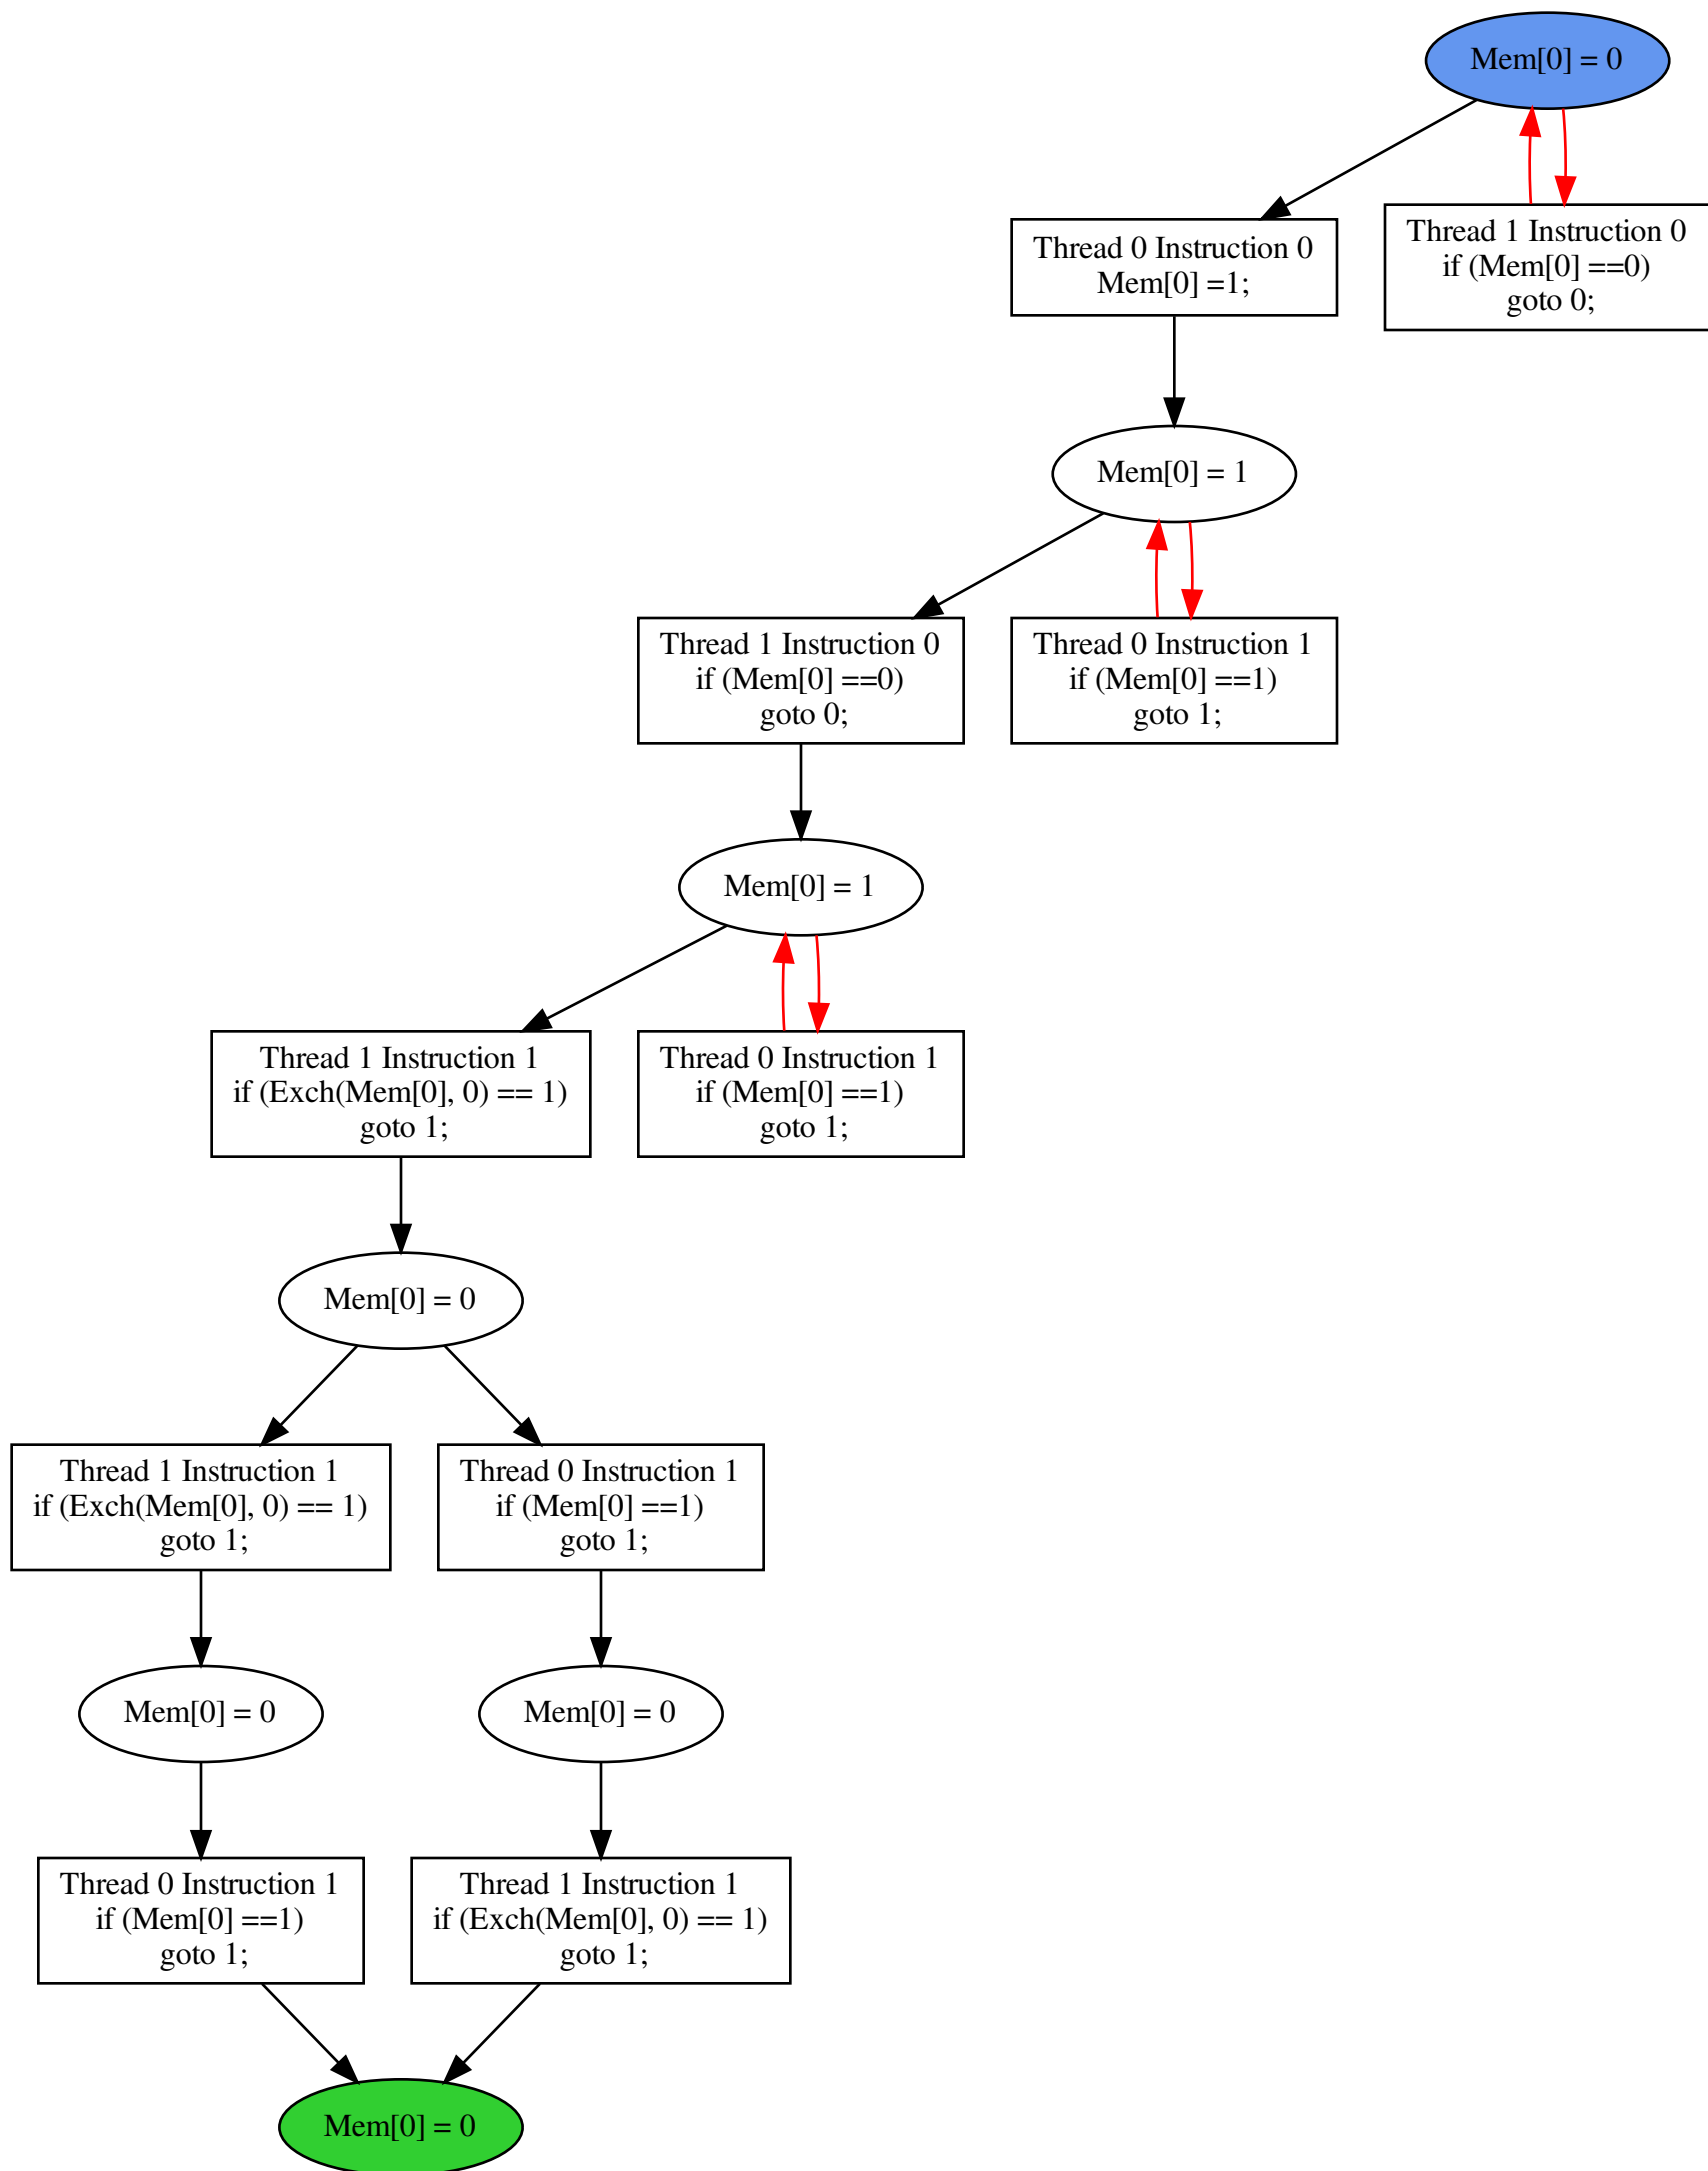 Mem[0] = 0
Thread 0 Instruction 0
Mem[0] =1;
Thread 1 Instruction 0
if (Mem[0] ==0)
goto 0;
Mem[0] = 1
Thread 1 Instruction 0
if (Mem[0] ==0)
goto 0;
Thread 0 Instruction 1
if (Mem[0] ==1)
goto 1;
Mem[0] = 1
Thread 1 Instruction 1
if (Exch(Mem[0], 0) == 1)
goto 1;
Thread 0 Instruction 1
if (Mem[0] ==1)
goto 1;
Mem[0] = 0
Thread 1 Instruction 1
if (Exch(Mem[0], 0) == 1)
goto 1;
Thread 0 Instruction 1
if (Mem[0] ==1)
goto 1;
Mem[0] = 0
Mem[0] = 0
Thread 0 Instruction 1
if (Mem[0] ==1)
goto 1;
Thread 1 Instruction 1
if (Exch(Mem[0], 0) == 1)
goto 1;
Mem[0] = 0